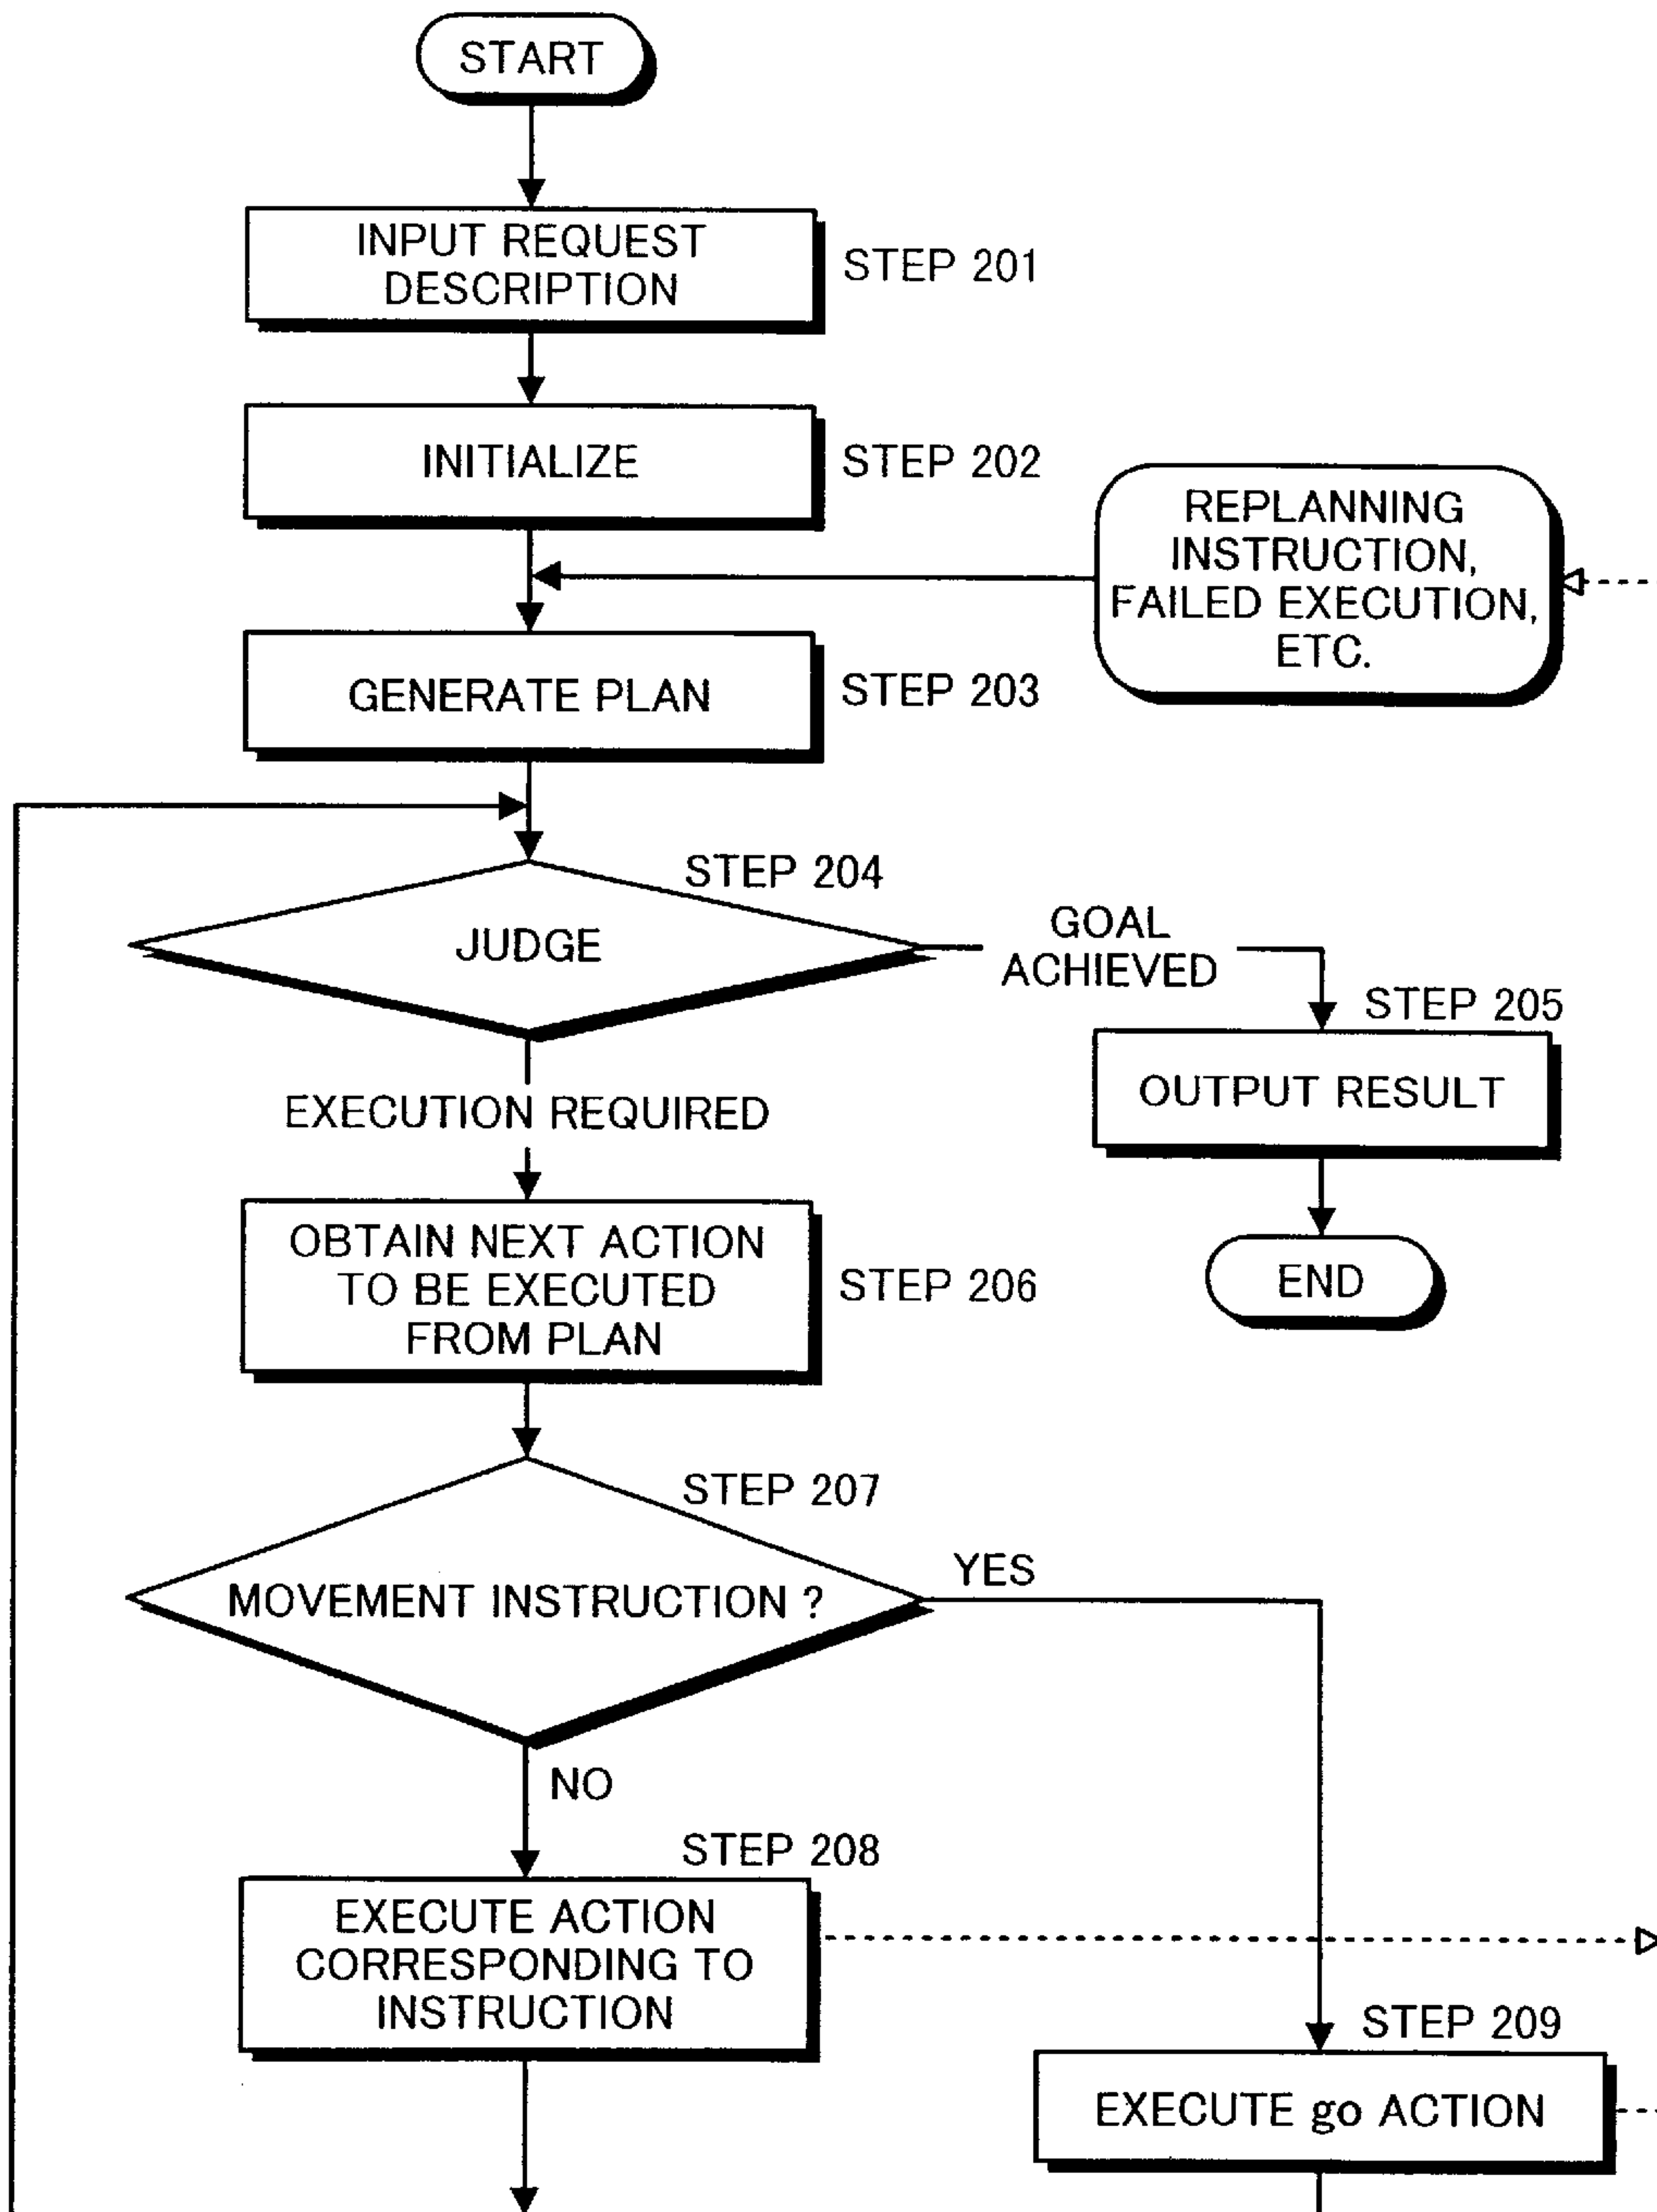 START
INPUT REQUEST
DESCRIPTION
STEP 201
INITIALIZE
STEP 202
REPLANNING
INSTRUCTION,
FAILED EXECUTION,
ETC.
GENERATE PLAN
STEP 203
STEP 204
JUDGE
GOAL
ACHIEVED
STEP 205
OUTPUT RESULT
END
EXECUTION REQUIRED
OBTAIN NEXT ACTION
TO BE EXECUTED
FROM PLAN
STEP 206
STEP 207
MOVEMENT INSTRUCTION ?
YES
NO
STEP 208
EXECUTE ACTION
CORRESPONDING TO
INSTRUCTION
STEP 209
EXECUTE go ACTION